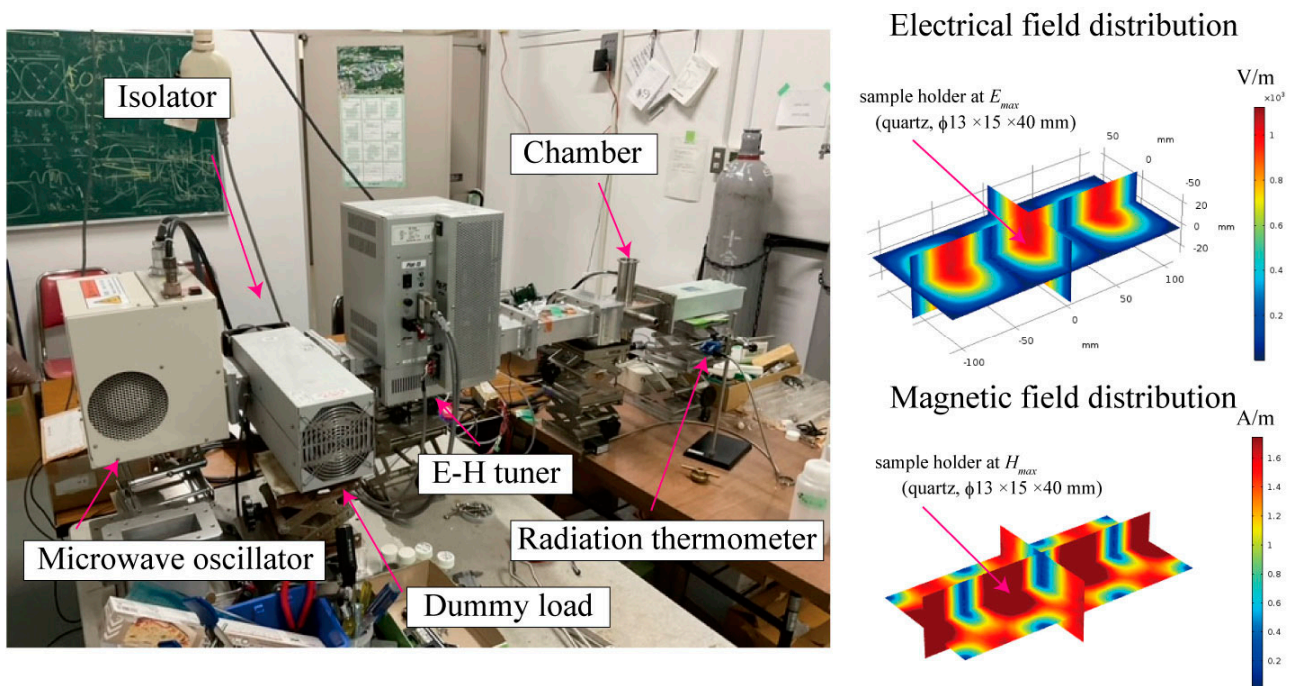 Isolator
Chamber
E-H tuner
Microwave oscillator
Radiation thermometer
Dummy load
Electrical field distribution
V/m
×10³
sample holder at Emax
(quartz, ϕ13 ×15 ×40 mm)
50
mm
0
-50
20
0
mm
-20
100
50
0
mm
-50
-100
1
0.8
0.6
0.4
0.2
Magnetic field distribution
A/m
sample holder at Hmax
(quartz, ϕ13 ×15 ×40 mm)
1.6
1.4
1.2
1
0.8
0.6
0.4
0.2